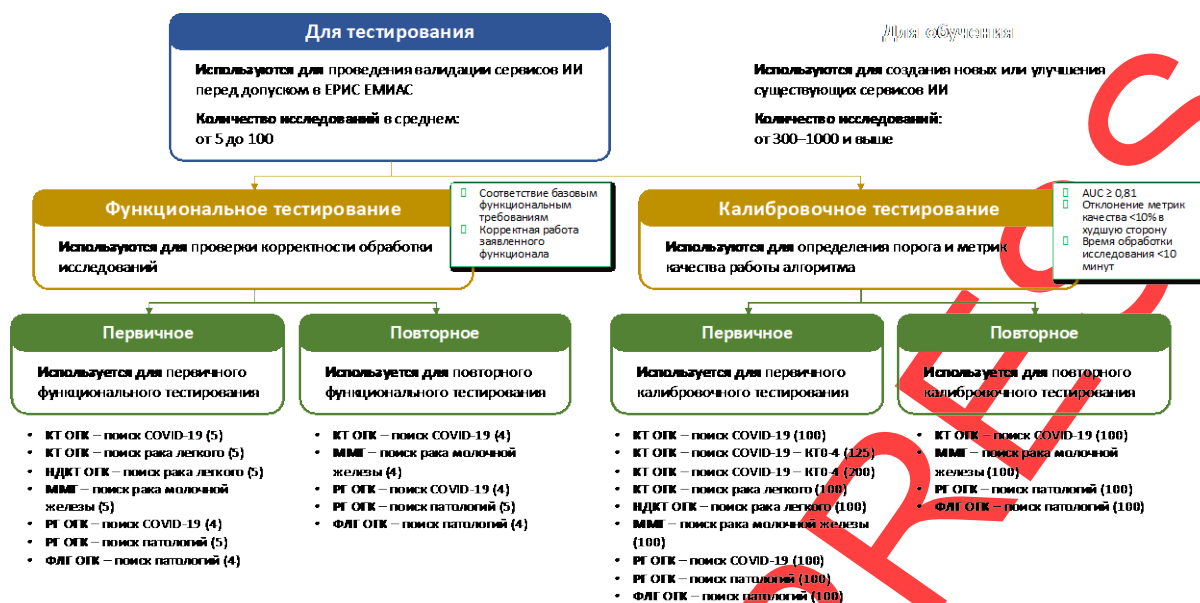 Для тестирования
Используются для проведения валидации сервисов ИИ
перед допуском в ЕРИС ЕМИАС
Количество исследований в среднем:
от 5 до 100
Для обучения
Используются для создания новых или улучшения
существующих сервисов ИИ
Количество исследований:
от 300–1000 и выше
Функциональное тестирование
Используются для проверки корректности обработки
исследований
Соответствие базовым
функциональным
требованиям
Корректная работа
заявленного
функционала
Калибровочное тестирование
Используются для определения порога и метрик
качества работы алгоритма
AUC ≥ 0,81
Отклонение метрик
качества <10% в
худшую сторону
Время обработки
исследования <10
минут
Первичное
Используется для первичного
функционального тестирования
• КТ ОГК – поиск COVID-19 (5)
• КТ ОГК – поиск рака легкого (5)
• НДКТ ОГК – поиск рака легкого (5)
• ММГ – поиск рака молочной
железы (5)
• РГ ОГК – поиск COVID-19 (4)
• РГ ОГК – поиск патологий (5)
• ФЛГ ОГК – поиск патологий (4)
Повторное
Используется для повторного
функционального тестирования
• КТ ОГК – поиск COVID-19 (4)
• ММГ – поиск рака молочной
железы (4)
• РГ ОГК – поиск COVID-19 (4)
• РГ ОГК – поиск патологий (5)
• ФЛГ ОГК – поиск патологий (4)
Первичное
Используется для первичного
калибровочного тестирования
• КТ ОГК – поиск COVID-19 (100)
• КТ ОГК – поиск COVID-19 – КТ0-4 (125)
• КТ ОГК – поиск COVID-19 – КТ0-4 (200)
• КТ ОГК – поиск рака легкого (100)
• НДКТ ОГК – поиск рака легкого (100)
• ММГ – поиск рака молочной железы
(100)
• РГ ОГК – поиск COVID-19 (100)
• РГ ОГК – поиск патологий (100)
• ФЛГ ОГК – поиск патологий (100)
Повторное
Используется для повторного
калибровочного тестирования
• КТ ОГК – поиск COVID-19 (100)
• ММГ – поиск рака молочной
железы (100)
• РГ ОГК – поиск патологий (100)
• ФЛГ ОГК – поиск патологий (100)